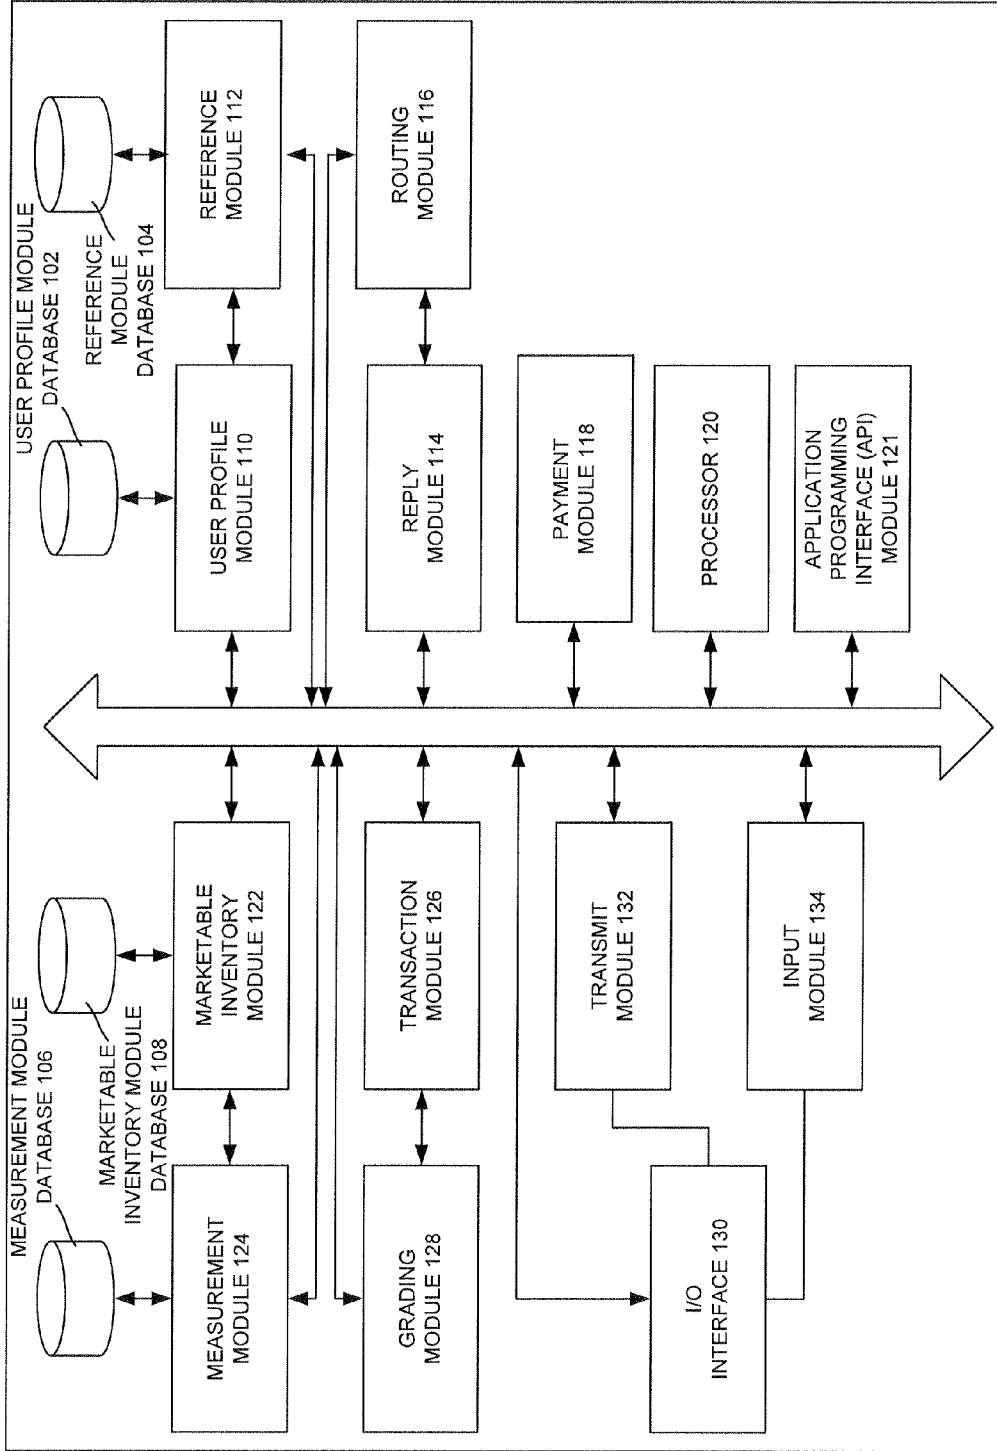 MEASUREMENT MODULE
DATABASE 106
MARKETABLE
INVENTORY MODULE
DATABASE 108
USER PROFILE MODULE
DATABASE 102
REFERENCE
MODULE
DATABASE 104
MEASUREMENT
MODULE 124
MARKETABLE
INVENTORY
MODULE 122
USER PROFILE
MODULE 110
REFERENCE
MODULE 112
GRADING
MODULE 128
TRANSACTION
MODULE 126
REPLY
MODULE 114
ROUTING
MODULE 116
PAYMENT
MODULE 118
TRANSMIT
MODULE 132
PROCESSOR 120
I/O
INTERFACE 130
INPUT
MODULE 134
APPLICATION
PROGRAMMING
INTERFACE (API)
MODULE 121